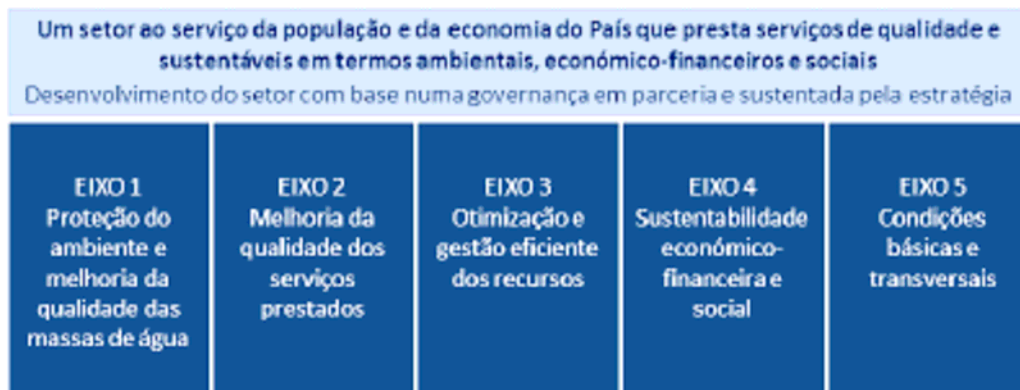 Um setor ao serviço da população e da economia do País que presta serviços de qualidade e
sustentáveis em termos ambientais, económico-financeiros e sociais
Desenvolvimento do setor com base numa governança em parceria e sustentada pela estratégia
EIXO 1
Proteção do
ambiente e
melhoria da
qualidade das
massas de água
EIXO 2
Melhoria da
qualidade dos
serviços
prestados
EIXO 3
Otimização e
gestão eficiente
dos recursos
EIXO 4
Sustentabilidade
económico-
financeira e
social
EIXO 5
Condições
básicas e
transversais